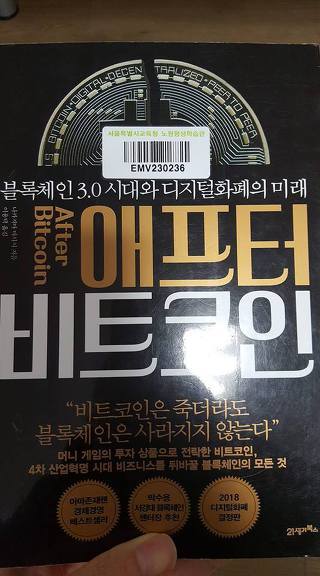 BITCOIN·DIGITAL·DECENTRALIZED·PEER TO PEER
서울특별시교육청 노원평생학습관
EMV230236
블록체인 3.0 시대와 디지털화폐의 미래
After
Bitcoin
애프터
비트코인
“비트코인은 죽더라도
블록체인은 사라지지 않는다”
머니 게임의 투자 상품으로 전락한 비트코인,
4차 산업혁명 시대 비즈니스를 뒤바꿀 블록체인의 모든 것
아마존재팬
경제경영
베스트셀러
박수용
서강대 블록체인
센터장 추천
2018
디지털화폐
결정판
21세기북스